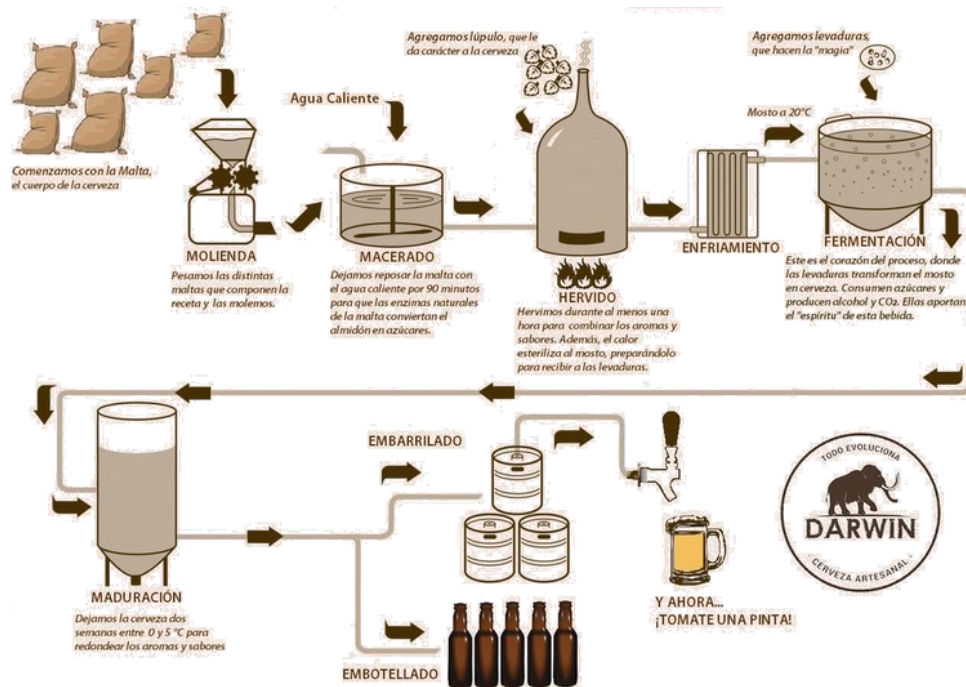 Comenzamos con la Malta,
el cuerpo de la cerveza
MOLIENDA
Pesamos las distintas
maltas que componen la
receta y las molemos.
Agua Caliente
MACERADO
Dejamos reposar la malta con
el agua caliente por 90 minutos
para que las enzimas naturales
de la malta conviertan el
almidón en azúcares.
Agregamos lúpulo, que le
da carácter a la cerveza
HERVIDO
Hervimos durante al menos una
hora para combinar los aromas y
sabores. Además, el calor
esteriliza al mosto, preparándolo
para recibir a las levaduras.
ENFRIAMIENTO
Mosto a 20°C
Agregamos levaduras,
que hacen la "magia"
FERMENTACIÓN
Este es el corazón del proceso, donde
las levaduras transforman el mosto
en cerveza. Consumen azúcares y
producen alcohol y CO2. Ellas aportan
el "espíritu" de esta bebida.
MADURACIÓN
Dejamos la cerveza dos
semanas entre 0 y 5 °C para
redondear los aromas y sabores
EMBARRILADO
EMBOTELLADO
Y AHORA...
¡TOMATE UNA PINTA!
TODO EVOLUCIONA
DARWIN
CERVEZA ARTESANAL